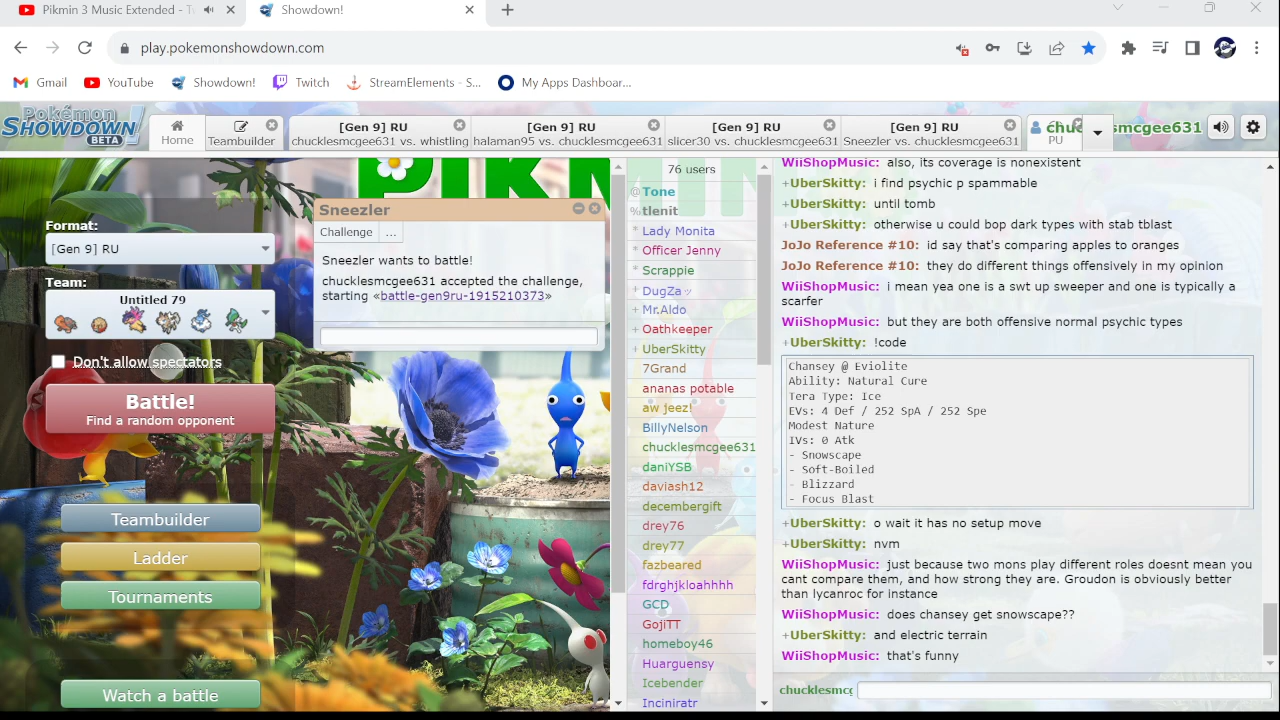 Pikmin 3 Music Extended - Tw
Showdown!
play.pokemonshowdown.com
Gmail
YouTube
Showdown!
Twitch
StreamElements - S...
My Apps Dashboar...
Pokémon
SHOWDOWN!
BETA
Home
Teambuilder
[Gen 9] RU
chucklesmcgee631 vs. whistling
[Gen 9] RU
halaman95 vs. chucklesmcgee631
[Gen 9] RU
slicer30 vs. chucklesmcgee631
[Gen 9] RU
Sneezler vs. chucklesmcgee631
PU
smcgee631
PIKMIN
Format:
[Gen 9] RU
Team:
Untitled 79
Don't allow spectators
Battle!
Find a random opponent
Teambuilder
Ladder
Tournaments
Watch a battle
Sneezler
Challenge
...
Sneezler wants to battle!
chucklesmcgee631 accepted the challenge,
starting «battle-gen9ru-1915210373»
76 users
@Tone
%tlenit
* Lady Monita
* Officer Jenny
* Scrappie
+ DugZaッ
+ Mr.Aldo
+ Oathkeeper
+ UberSkitty
7Grand
ananas potable
aw jeez!
BillyNelson
chucklesmcgee631
daniYSB
daviash12
decembergift
drey76
drey77
fazbeared
fdrghjkloahhhh
GCD
GojiTT
homeboy46
Huarguensy
Icebender
Inciniratr
WiiShopMusic: also, its coverage is nonexistent
+UberSkitty: i find psychic p spammable
+UberSkitty: until tomb
+UberSkitty: otherwise u could bop dark types with stab tblast
JoJo Reference #10: id say that's comparing apples to oranges
JoJo Reference #10: they do different things offensively in my opinion
WiiShopMusic: i mean yea one is a swt up sweeper and one is typically a
scarfer
WiiShopMusic: but they are both offensive normal psychic types
+UberSkitty: !code
Chansey @ Eviolite
Ability: Natural Cure
Tera Type: Ice
EVs: 4 Def / 252 SpA / 252 Spe
Modest Nature
IVs: 0 Atk
- Snowscape
- Soft-Boiled
- Blizzard
- Focus Blast
+UberSkitty: o wait it has no setup move
+UberSkitty: nvm
WiiShopMusic: just because two mons play different roles doesnt mean you
cant compare them, and how strong they are. Groudon is obviously better
than lycanroc for instance
WiiShopMusic: does chansey get snowscape??
+UberSkitty: and electric terrain
WiiShopMusic: that's funny
chucklesmcg